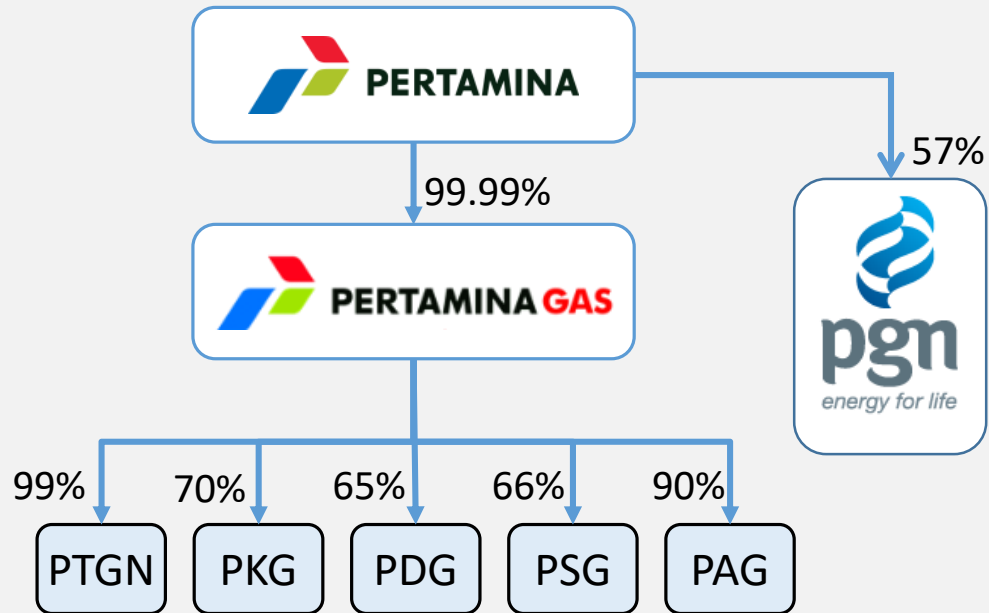 PERTAMINA
57%
99.99%
PERTAMINA GAS
pgn
energy for life
99% 70% 65% 66% 90%
PTGN PKG PDG PSG PAG